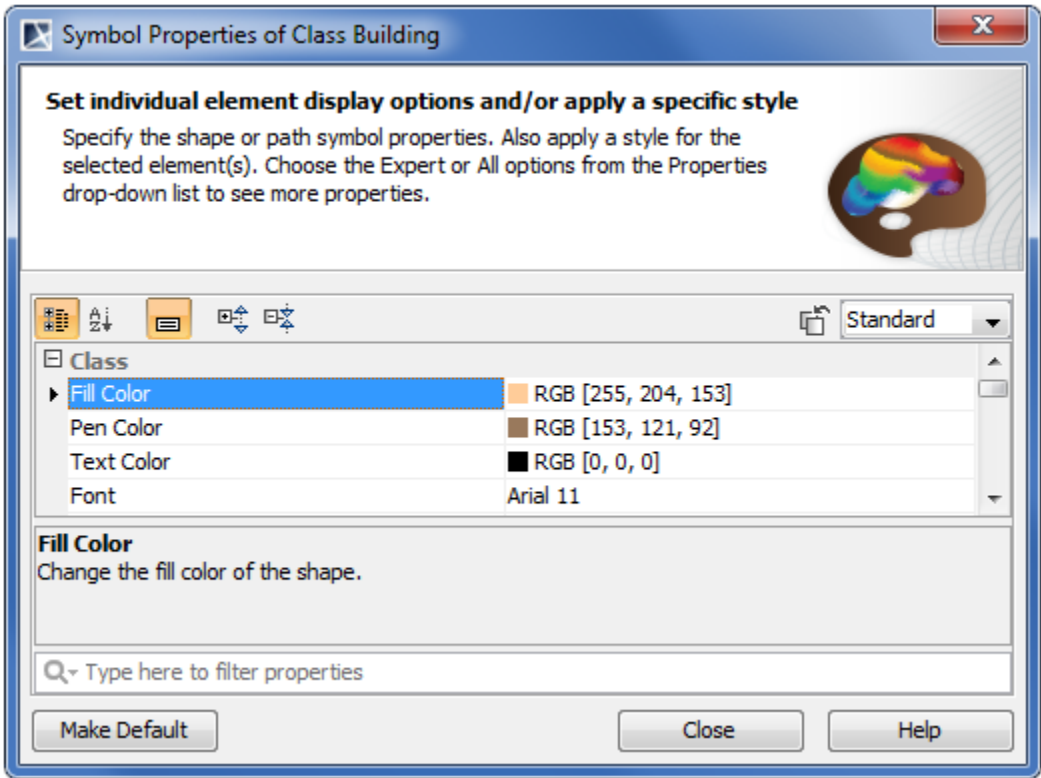 Symbol Properties of Class Building
Set individual element display options and/or apply a specific style
Specify the shape or path symbol properties. Also apply a style for the
selected element(s). Choose the Expert or All options from the Properties
drop-down list to see more properties.
Standard
Class
Fill Color RGB [255, 204, 153]
Pen Color RGB [153, 121, 92]
Text Color RGB [0, 0, 0]
Font Arial 11
Fill Color
Change the fill color of the shape.
Type here to filter properties
Make Default Close Help